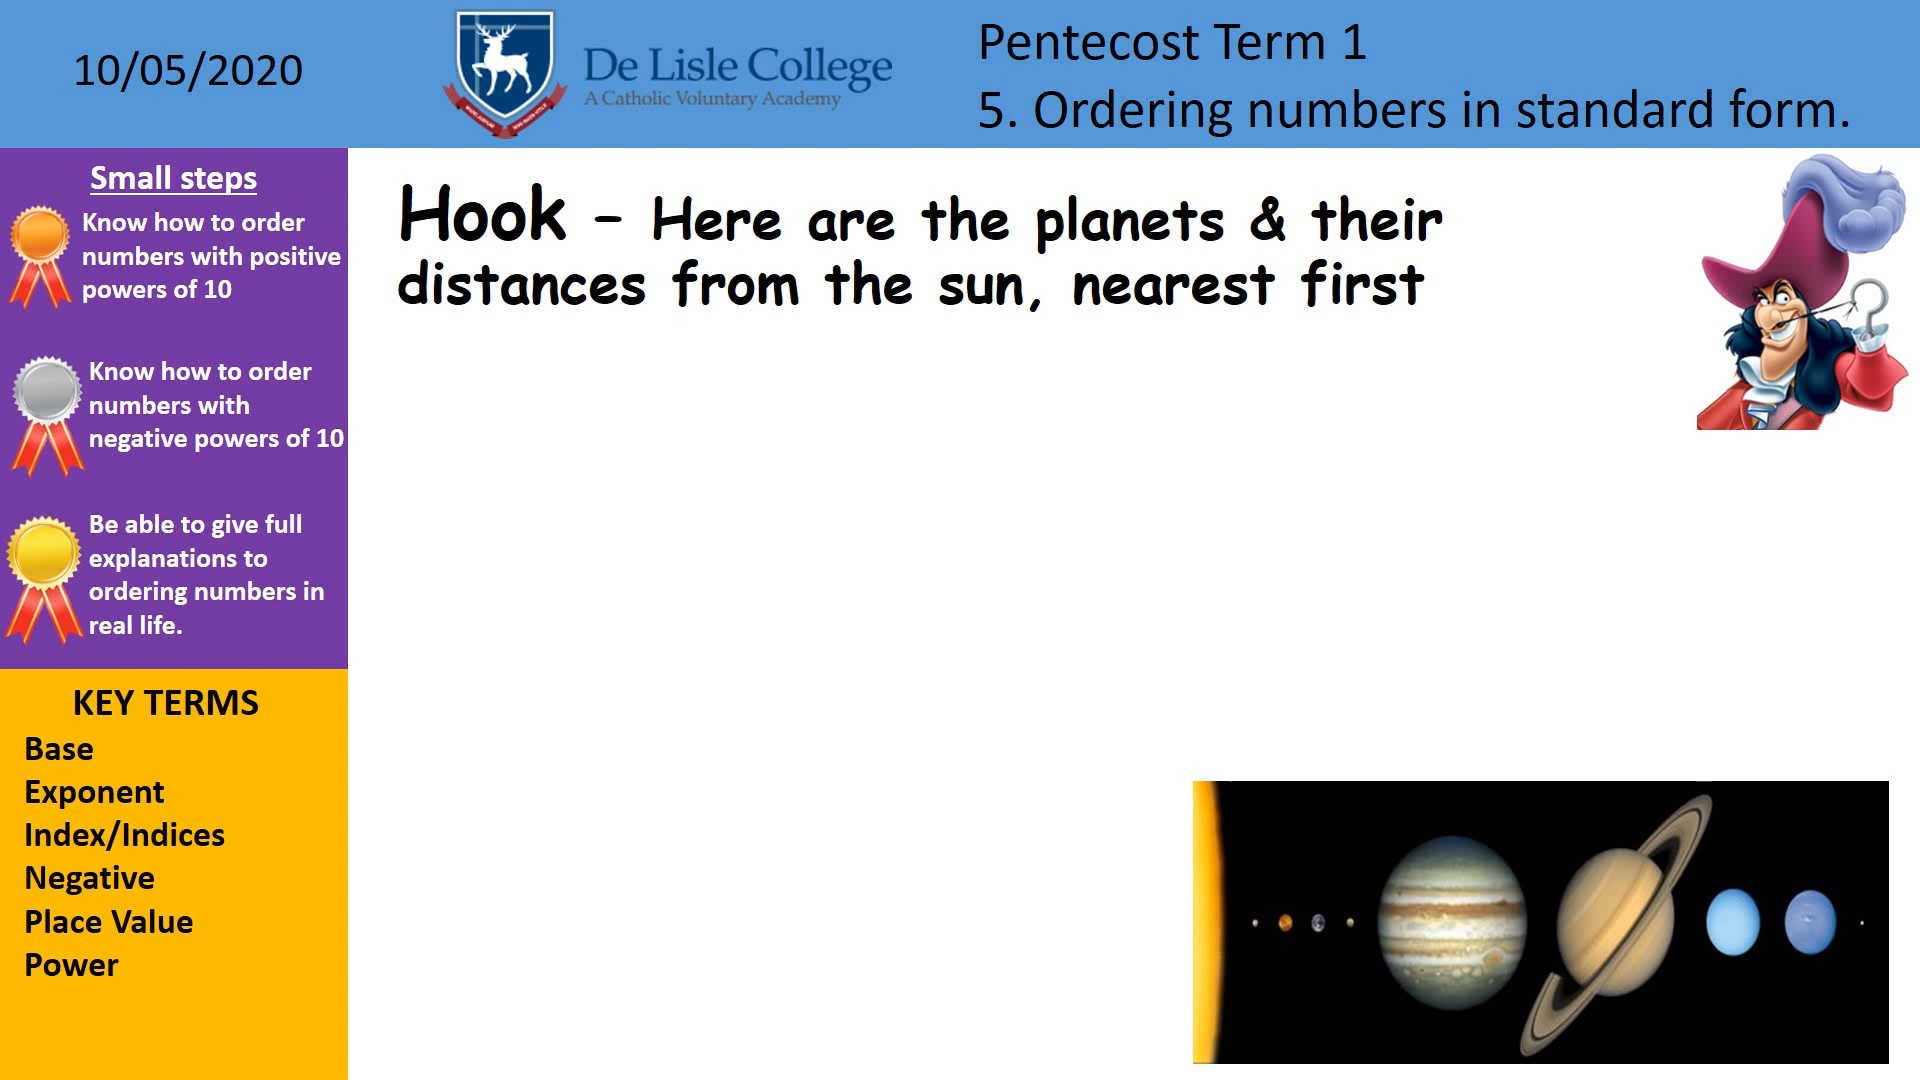 10/05/2020
De Lisle College
A Catholic Voluntary Academy
Pentecost Term 1
5. Ordering numbers in standard form.
Small steps
Know how to order
numbers with positive
powers of 10
Know how to order
numbers with
negative powers of 10
Be able to give full
explanations to
ordering numbers in
real life.
KEY TERMS
Base
Exponent
Index/Indices
Negative
Place Value
Power
Hook – Here are the planets & their
distances from the sun, nearest first